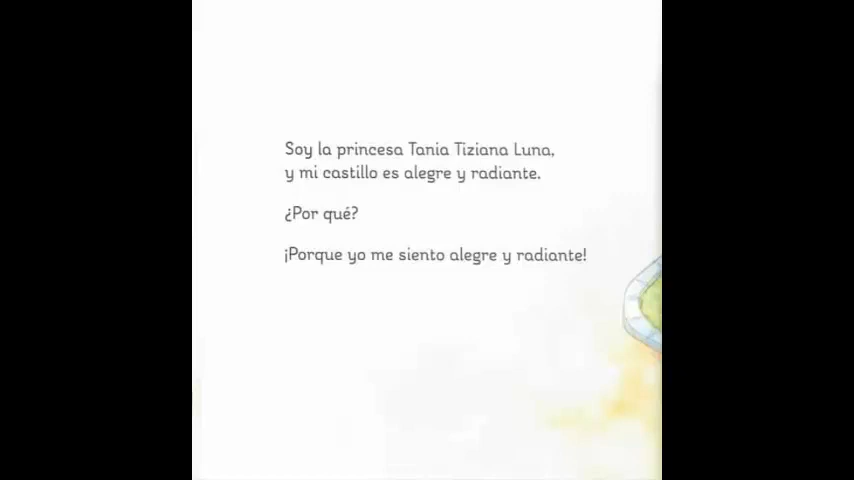 Soy la princesa Tania Tiziana Luna,
y mi castillo es alegre y radiante.
¿Por qué?
¡Porque yo me siento alegre y radiante!